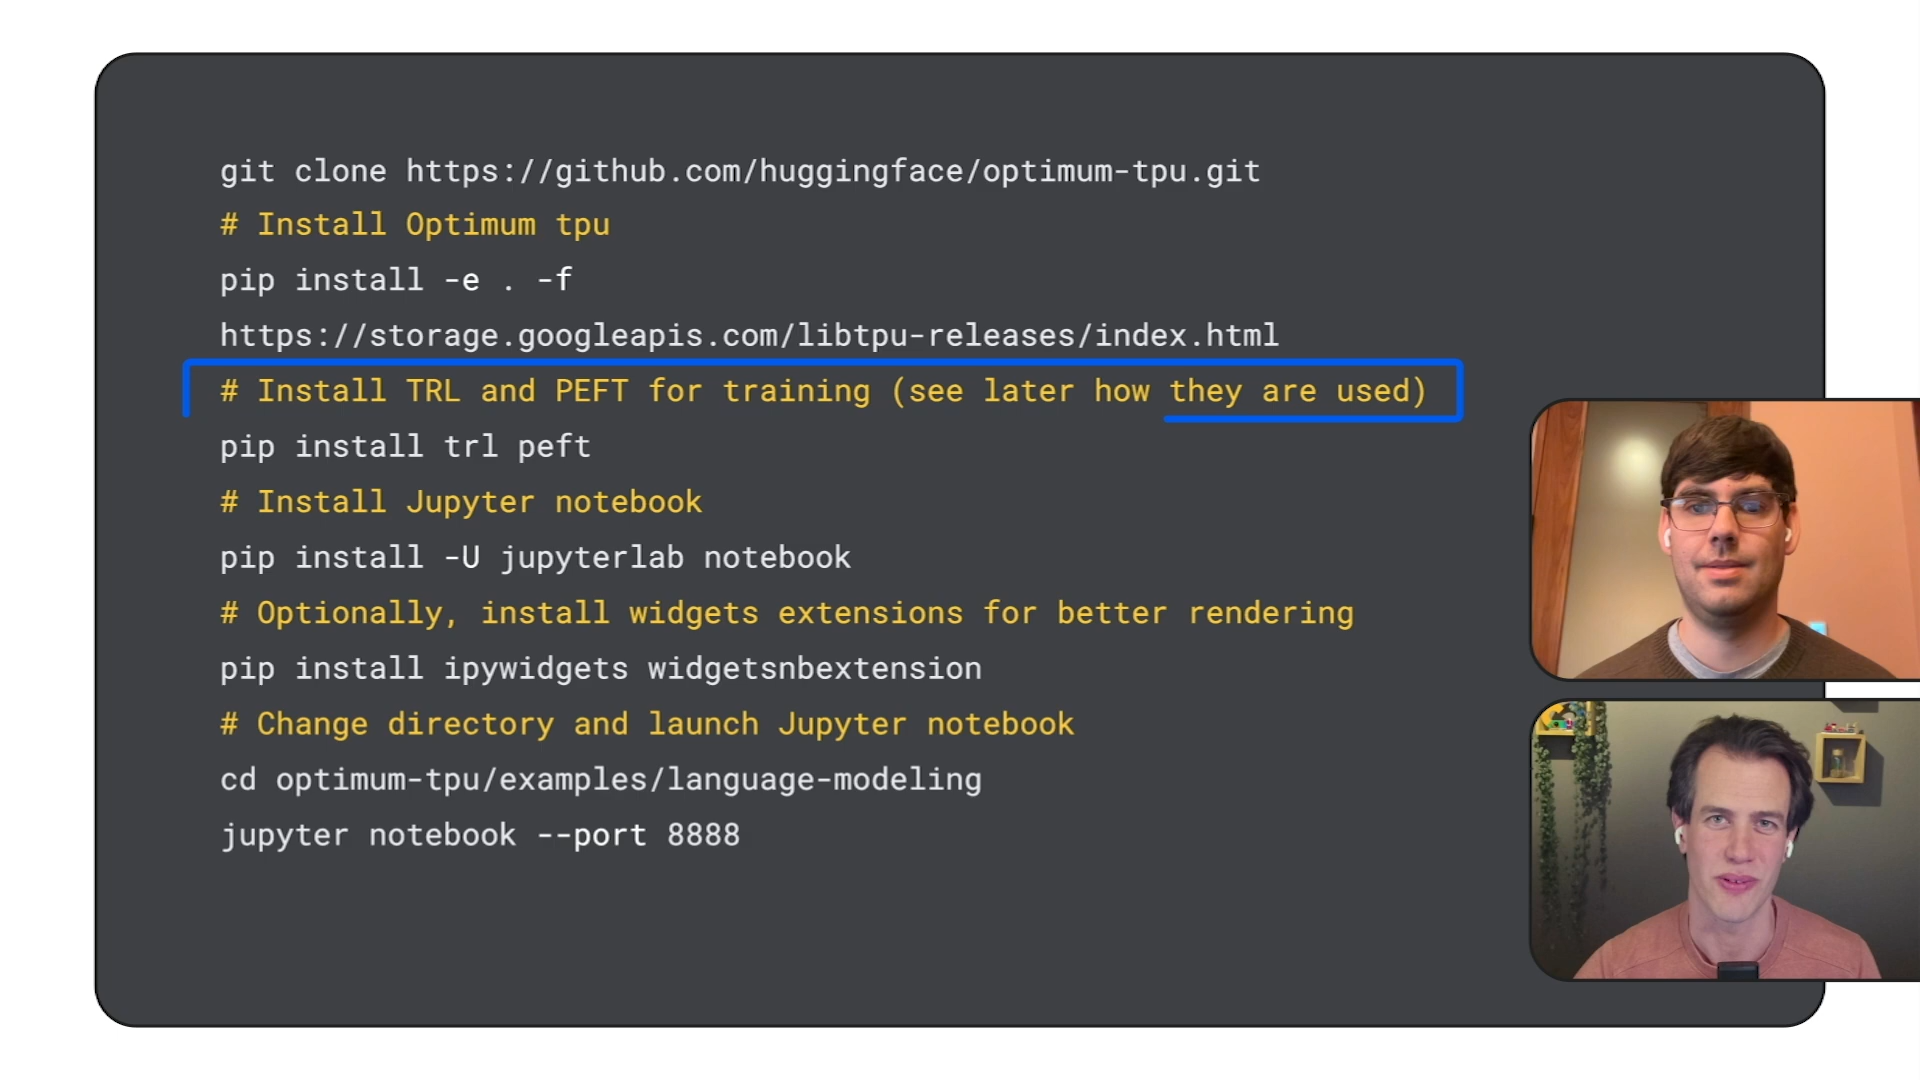 git clone https://github.com/huggingface/optimum-tpu.git
# Install Optimum tpu
pip install -e . -f
https://storage.googleapis.com/libtpu-releases/index.html
# Install TRL and PEFT for training (see later how they are used)
pip install trl peft
# Install Jupyter notebook
pip install -U jupyterlab notebook
# Optionally, install widgets extensions for better rendering
pip install ipywidgets widgetsnbextension
# Change directory and launch Jupyter notebook
cd optimum-tpu/examples/language-modeling
jupyter notebook --port 8888